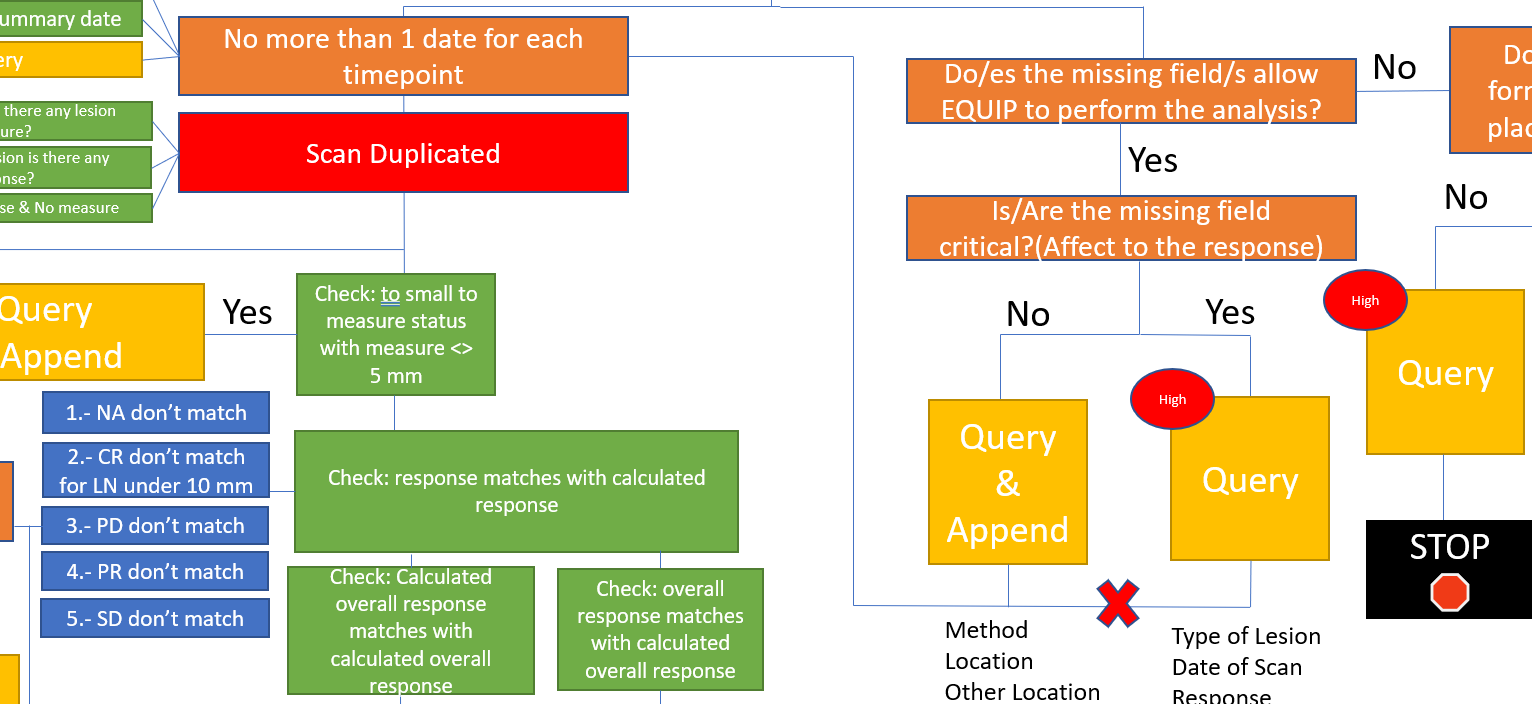 ummary date
ery
No more than 1 date for each
timepoint
there any lesion
ure?
sion is there any
onse?
se & No measure
Scan Duplicated
Query
Append
Yes
Check: to small to
measure status
with measure <>
5 mm
1.- NA don’t match
2.- CR don’t match
for LN under 10 mm
3.- PD don’t match
4.- PR don’t match
5.- SD don’t match
Check: response matches with calculated
response
Check: Calculated
overall response
matches with
calculated overall
response
Check: overall
response matches
with calculated
overall response
Do/es the missing field/s allow
EQUIP to perform the analysis?
No
Do
forr
plac
Yes
Is/Are the missing field
critical?(Affect to the response)
No
No
Yes
High
Query
High
Query
&
Append
Query
STOP
Method
Location
Other Location
Type of Lesion
Date of Scan
Response